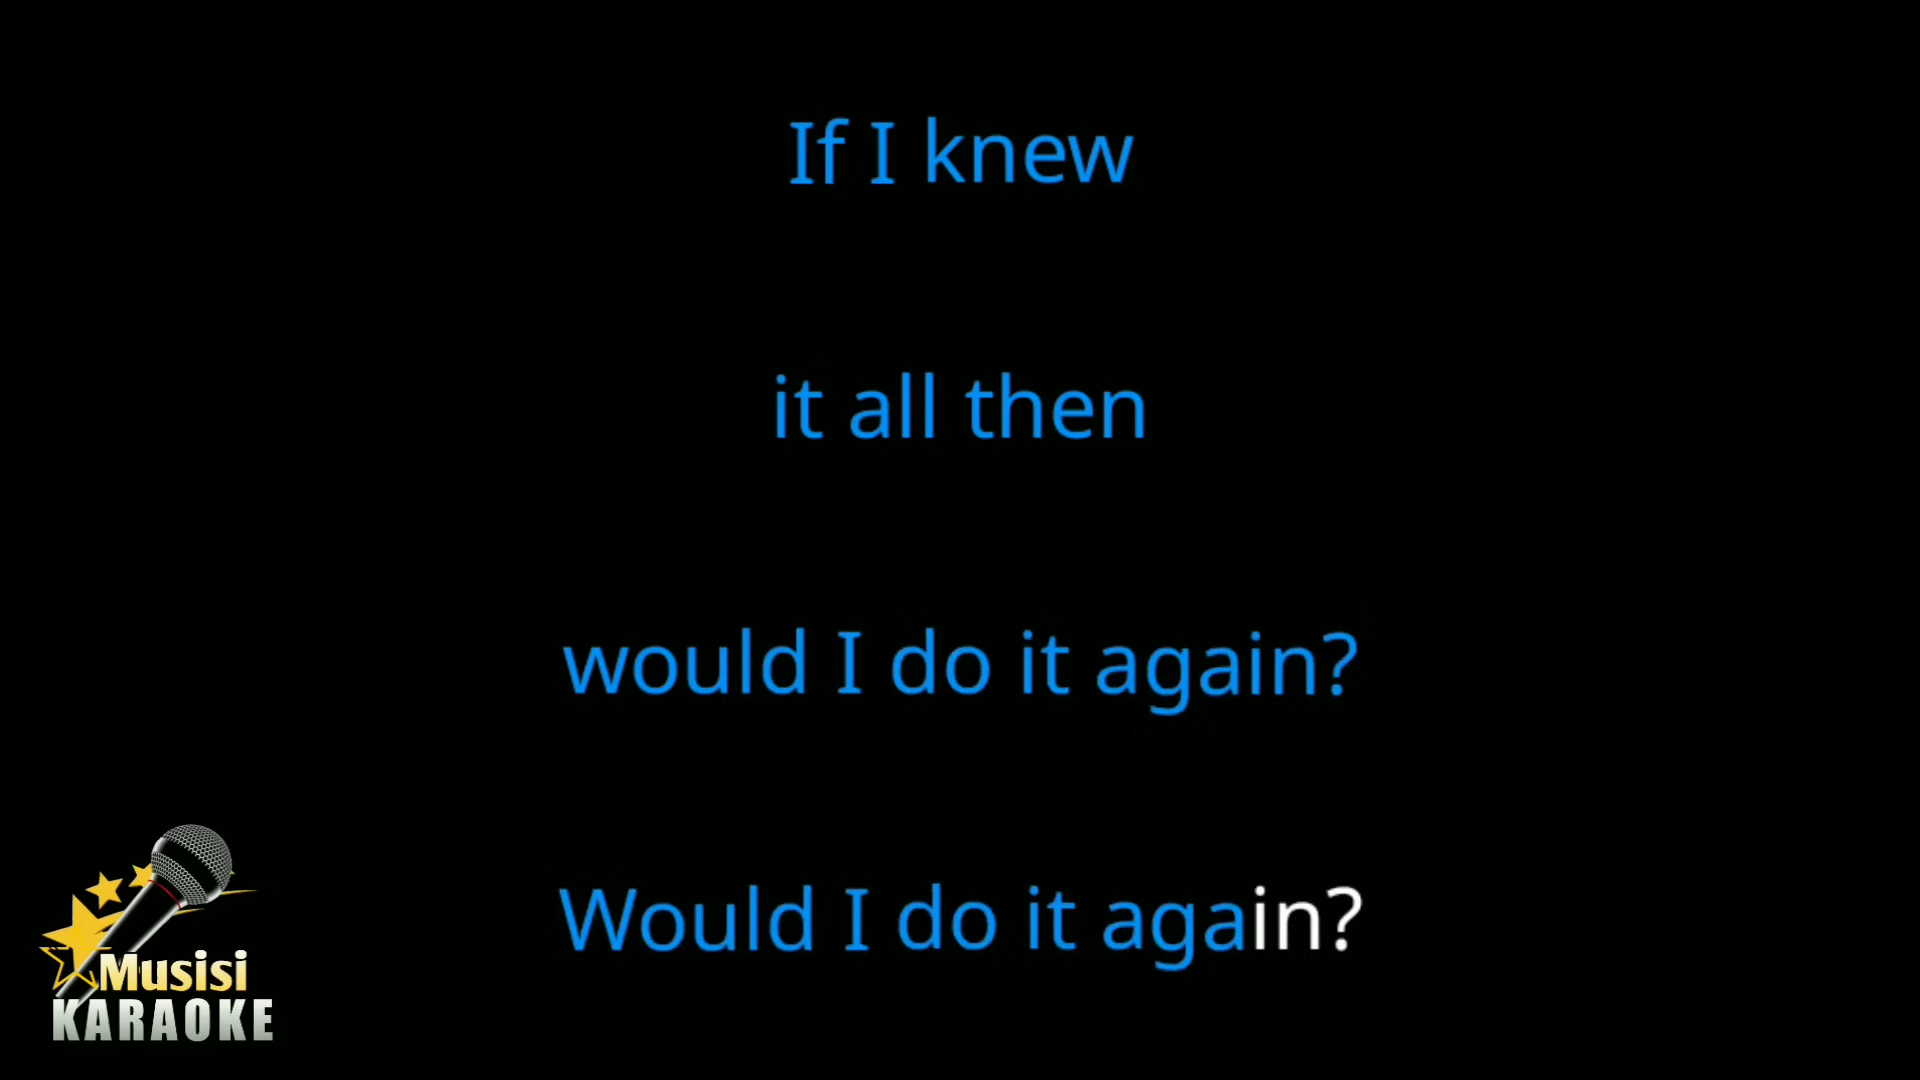 If I knew
it all then
would I do it again?
Would I do it again?
Musisi
KARAOKE